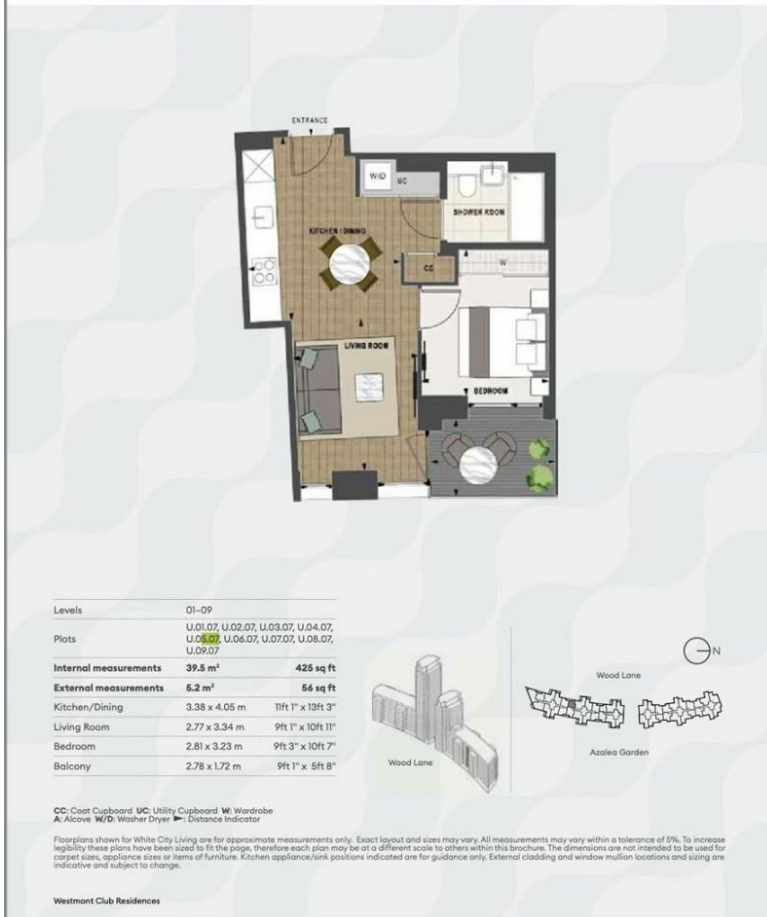 ENTRANCE
W/D
UC
SHOWER ROOM
KITCHEN / DINING
CC
W
LIVING ROOM
BEDROOM
Levels 01-09
Plots U.01.07, U.02.07, U.03.07, U.04.07,
U.05.07, U.06.07, U.07.07, U.08.07,
U.09.07
Internal measurements 39.5 m² 425 sq ft
External measurements 5.2 m² 56 sq ft
Kitchen/Dining 3.38 x 4.05 m 11ft 1" x 13ft 3"
Living Room 2.77 x 3.34 m 9ft 1" x 10ft 11"
Bedroom 2.81 x 3.23 m 9ft 3" x 10ft 7"
Balcony 2.78 x 1.72 m 9ft 1" x 5ft 8"
Wood Lane
N
Wood Lane
Azalea Garden
CC: Coat Cupboard UC: Utility Cupboard W: Wardrobe
A: Alcove W/D: Washer Dryer ►: Distance Indicator
Floorplans shown for White City Living are for approximate measurements only. Exact layout and sizes may vary. All measurements may vary within a tolerance of 5%. To increase
legibility these plans have been sized to fit the page, therefore each plan may be at a different scale to others within this brochure. The dimensions are not intended to be used for
carpet sizes, appliance sizes or items of furniture. Kitchen appliance/sink positions indicated are for guidance only. External cladding and window mullion locations and sizing are
indicative and subject to change.
Westmont Club Residences